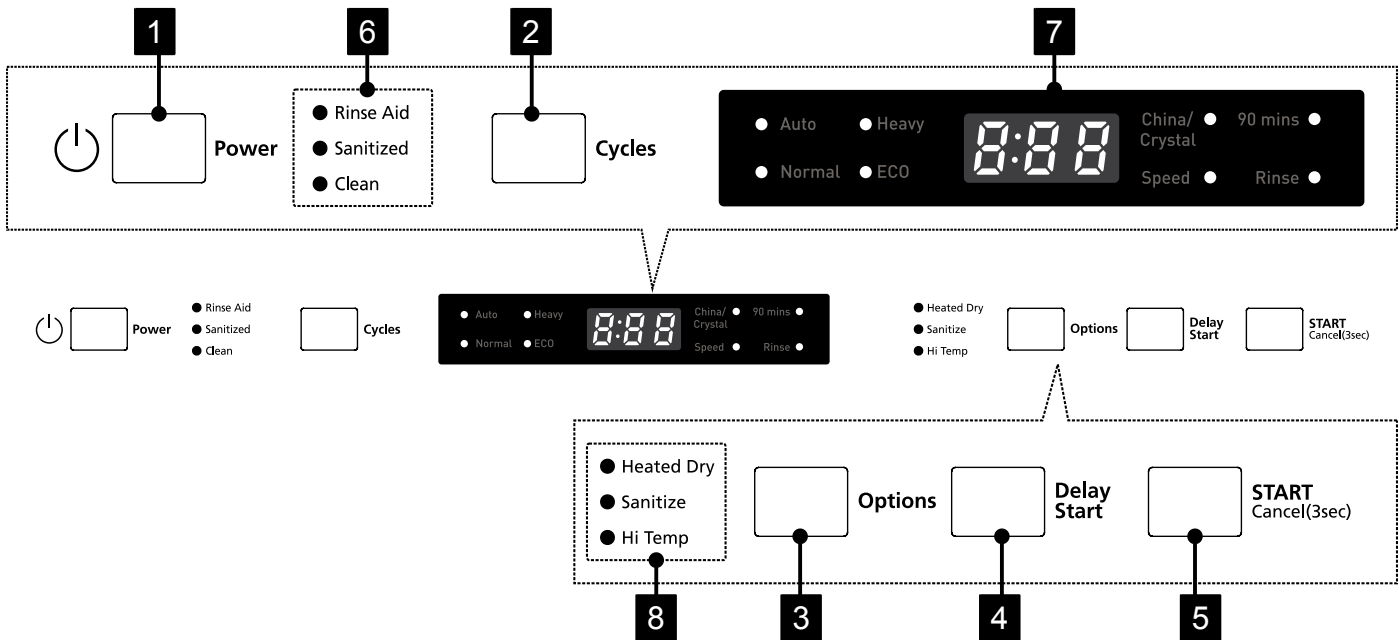 1
6
2
7
Power
Rinse Aid
Sanitized
Clean
Cycles
Auto
Heavy
Normal
ECO
8:88
China/
Crystal
90 mins
Speed
Rinse
Power
Rinse Aid
Sanitized
Clean
Cycles
Auto
Heavy
Normal
ECO
8:88
China/
Crystal
90 mins
Speed
Rinse
Heated Dry
Sanitize
Hi Temp
Options
Delay
Start
START
Cancel(3sec)
Heated Dry
Sanitize
Hi Temp
Options
Delay
Start
START
Cancel(3sec)
8
3
4
5